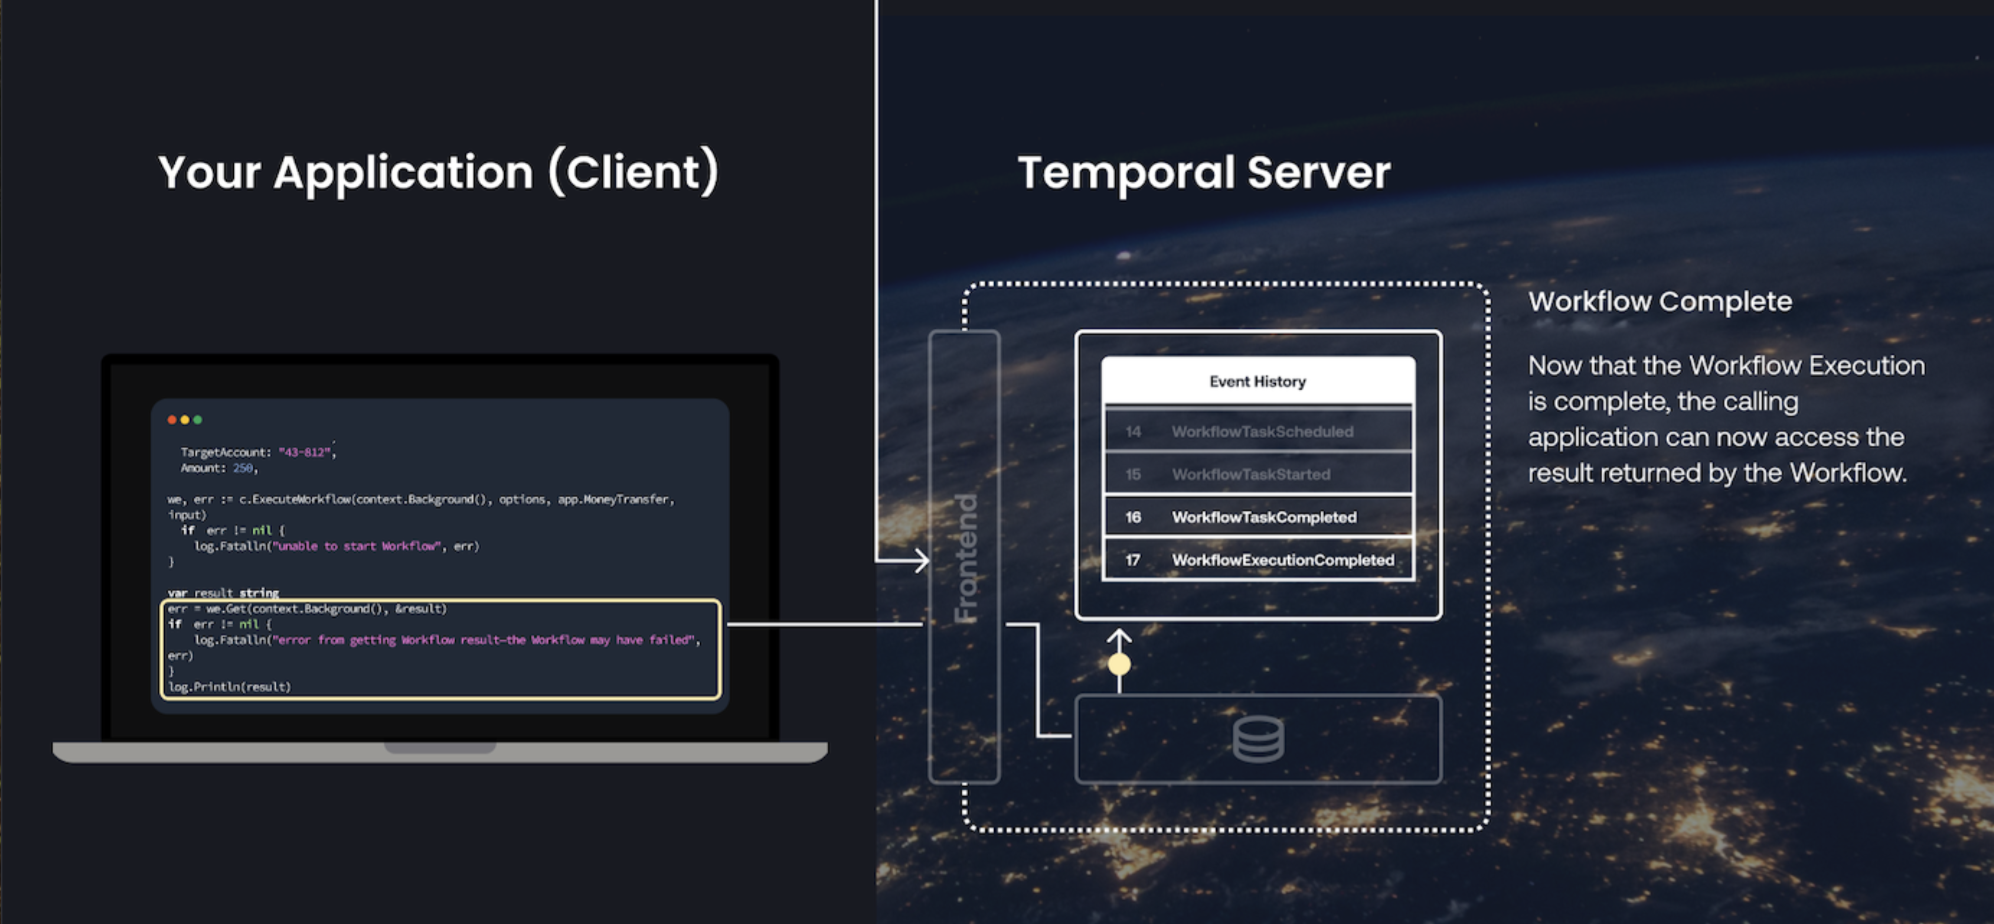 Your Application (Client)
TargetAccount: "43-812",
Amount: 250,
we, err := c.ExecuteWorkflow(context.Background(), options, app.MoneyTransfer,
input)
if err != nil {
log.Fatalln("unable to start Workflow", err)
}
var result string
err = we.Get(context.Background(), &result)
if err != nil {
log.Fatalln("error from getting Workflow result—the Workflow may have failed",
err)
}
log.Println(result)
Temporal Server
Frontend
Event History
14 WorkflowTaskScheduled
15 WorkflowTaskStarted
16 WorkflowTaskCompleted
17 WorkflowExecutionCompleted
Workflow Complete
Now that the Workflow Execution
is complete, the calling
application can now access the
result returned by the Workflow.